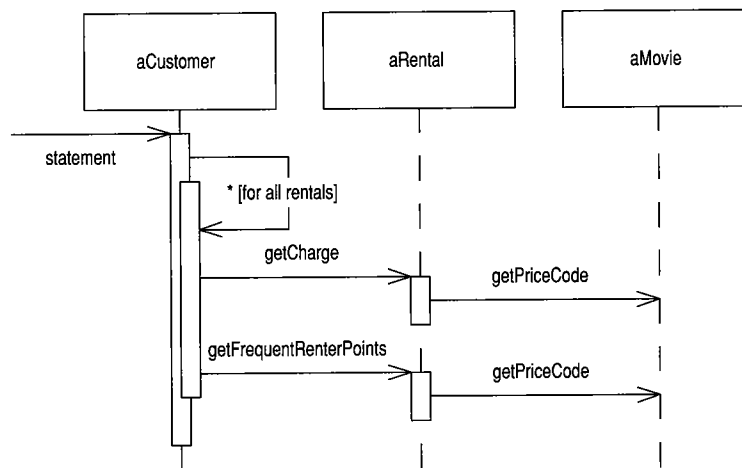 aCustomer
aRental
aMovie
statement
* [for all rentals]
getCharge
getPriceCode
getFrequentRenterPoints
getPriceCode